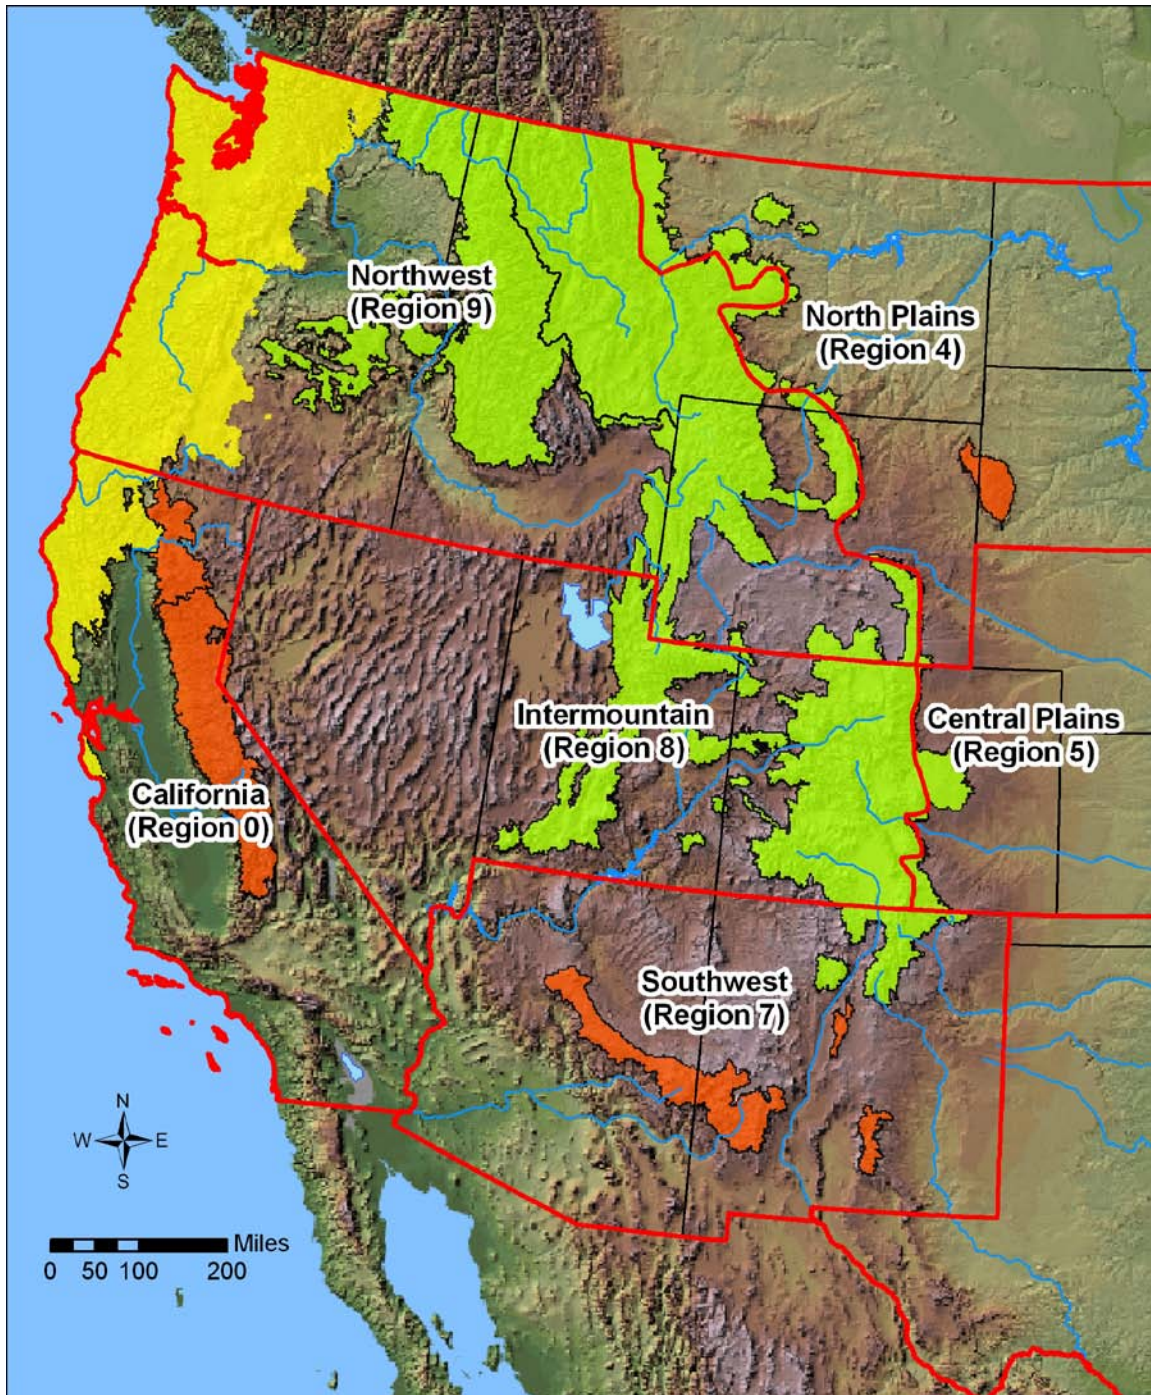 Northwest
(Region 9)
North Plains
(Region 4)
Intermountain
(Region 8)
Central Plains
(Region 5)
California
(Region 0)
Southwest
(Region 7)
N
W E
S
Miles
0 50 100 200